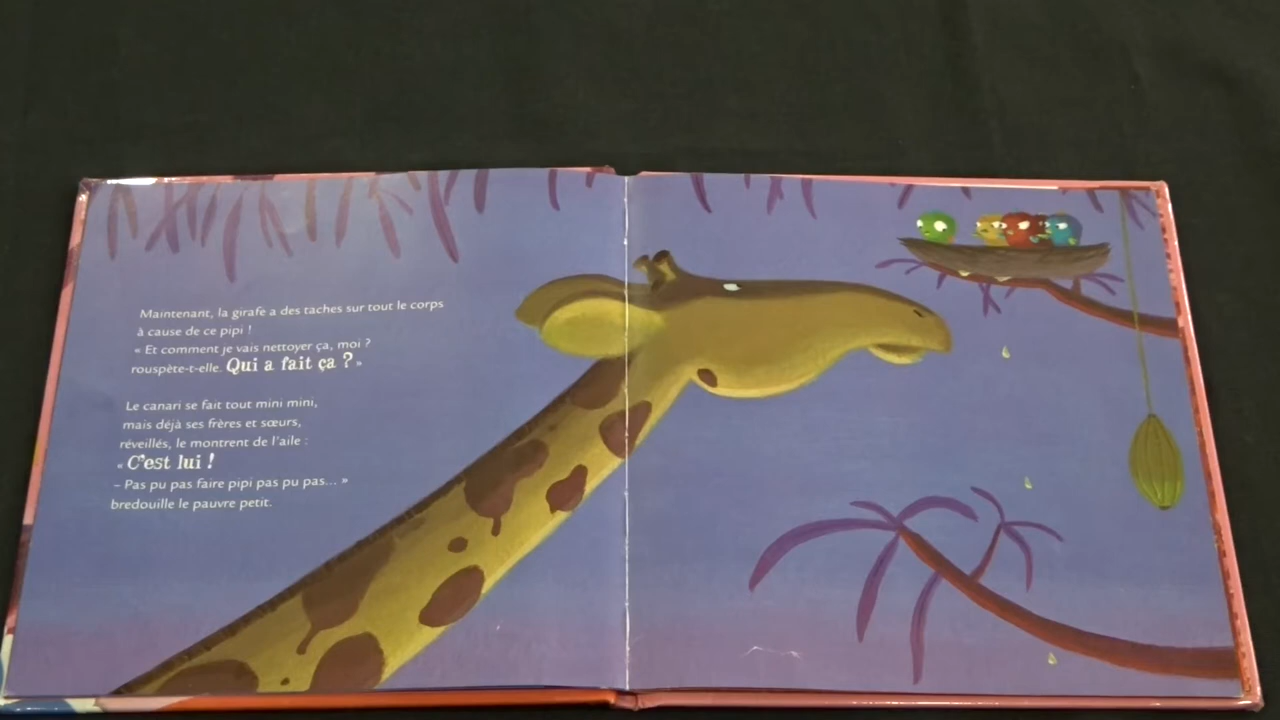 Maintenant, la girafe a des taches sur tout le corps
à cause de ce pipi !
« Et comment je vais nettoyer ça, moi ?
rouspète-t-elle. Qui a fait ça ? »
Le canari se fait tout mini mini,
mais déjà ses frères et sœurs,
réveillés, le montrent de l'aile :
« C'est lui !
– Pas pu pas faire pipi pas pu pas... »
bredouille le pauvre petit.